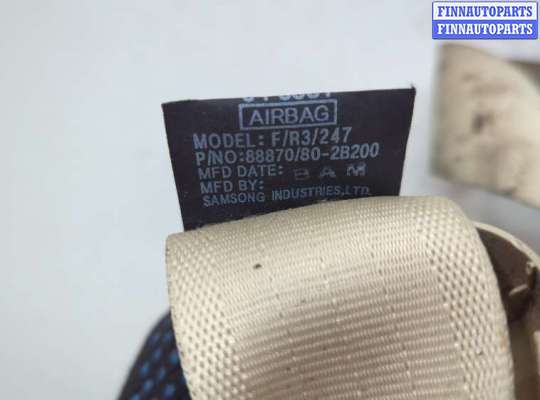 FINNAUTOPARTS
FINNAUTOPARTS
AIRBAG
MODEL: F/R3/247
P/NO:88870/80-2B200
MFD DATE: B A M
MFD BY:
SAMSONG INDUSTRIES,LTD.